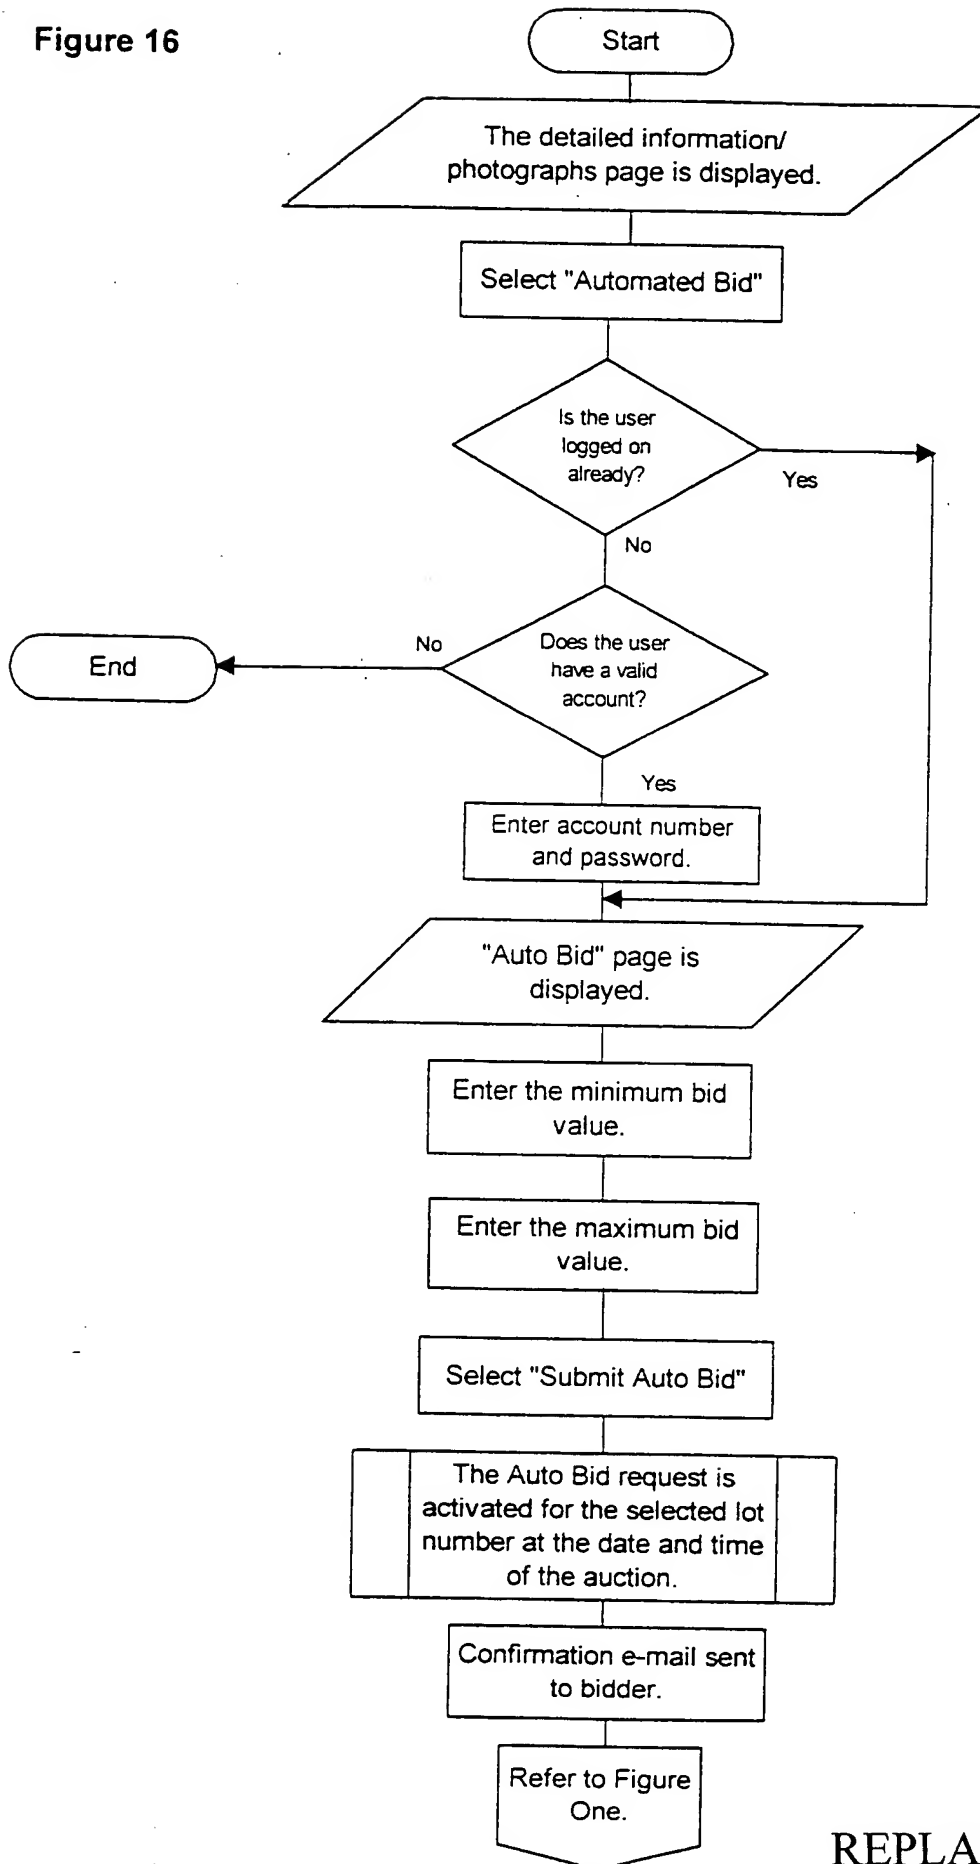 Figure 16
Start
The detailed information/
photographs page is displayed.
Select "Automated Bid"
Is the user
logged on
already?
Yes
No
Does the user
have a valid
account?
No
End
Yes
Enter account number
and password.
"Auto Bid" page is
displayed.
Enter the minimum bid
value.
Enter the maximum bid
value.
Select "Submit Auto Bid"
The Auto Bid request is
activated for the selected lot
number at the date and time
of the auction.
Confirmation e-mail sent
to bidder.
Refer to Figure
One.
REPLA